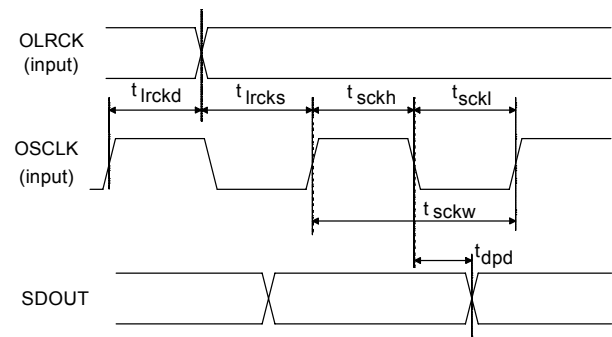 OLRCK
(input)
t lrckd
t lrcks
t sckh
t sckl
OSCLK
(input)
t sckw
t dpd
SDOUT